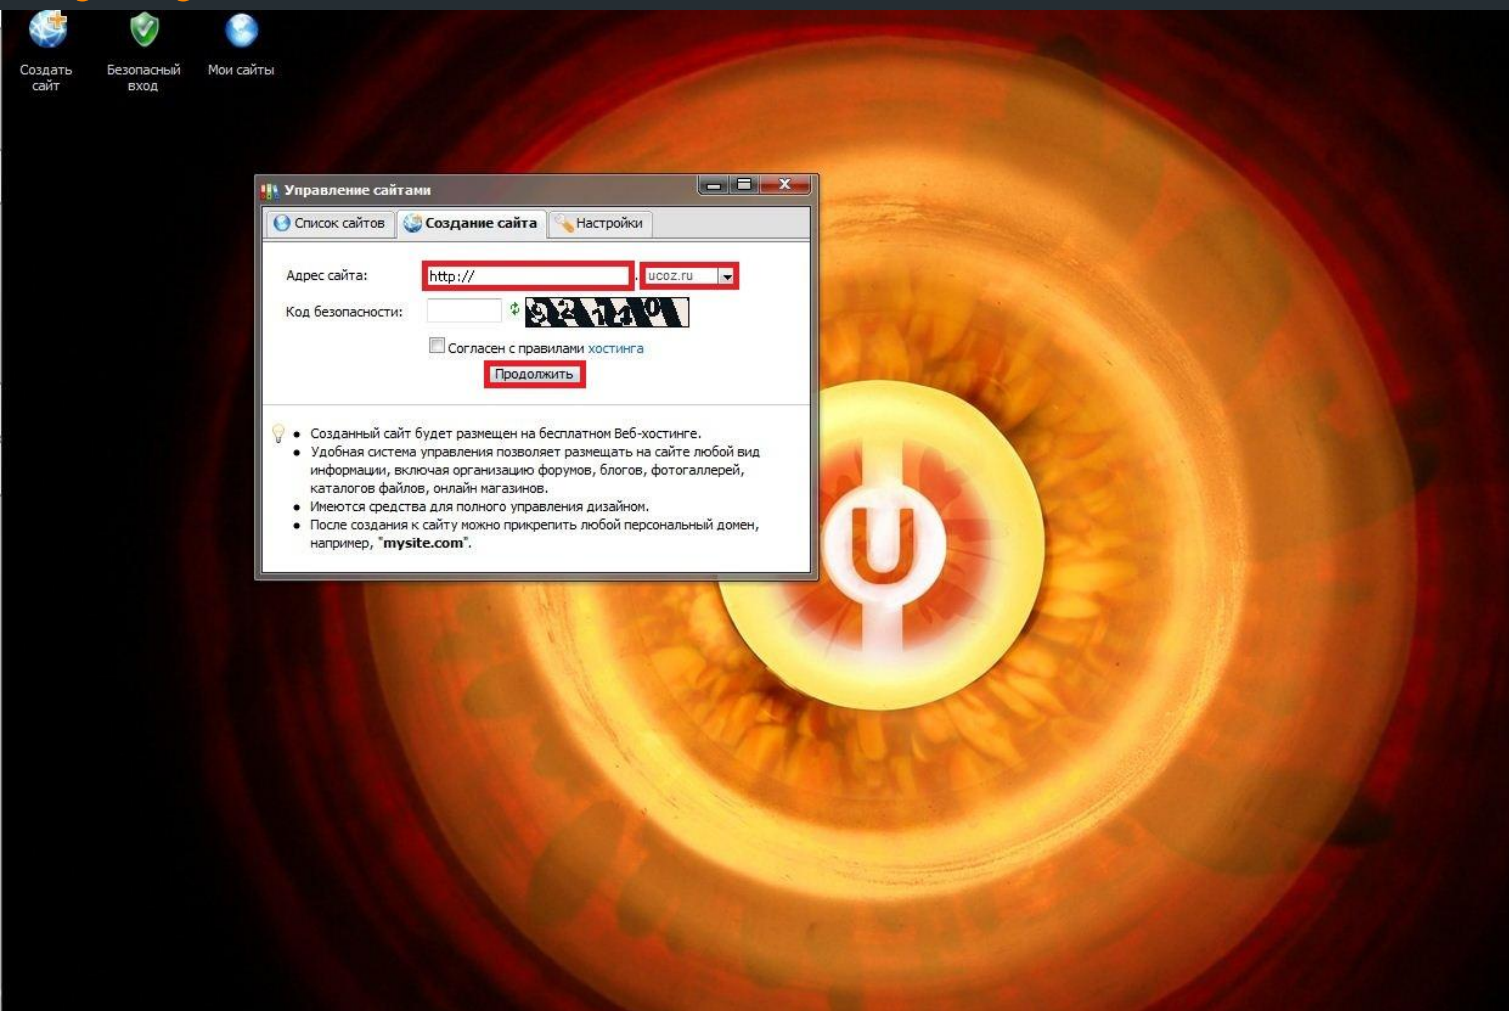 Создать
сайт
Безопасный
вход
Мои сайты
Управление сайтами
Список сайтов
Создание сайта
Настройки
Адрес сайта:
http://
. ucoz.ru
Код безопасности:
Согласен с правилами хостинга
Продолжить
• Созданный сайт будет размещен на бесплатном Веб-хостинге.
• Удобная система управления позволяет размещать на сайте любой вид
информации, включая организацию форумов, блогов, фотогаллерей,
каталогов файлов, онлайн магазинов.
• Имеются средства для полного управления дизайном.
• После создания к сайту можно прикрепить любой персональный домен,
например, "mysite.com".
U